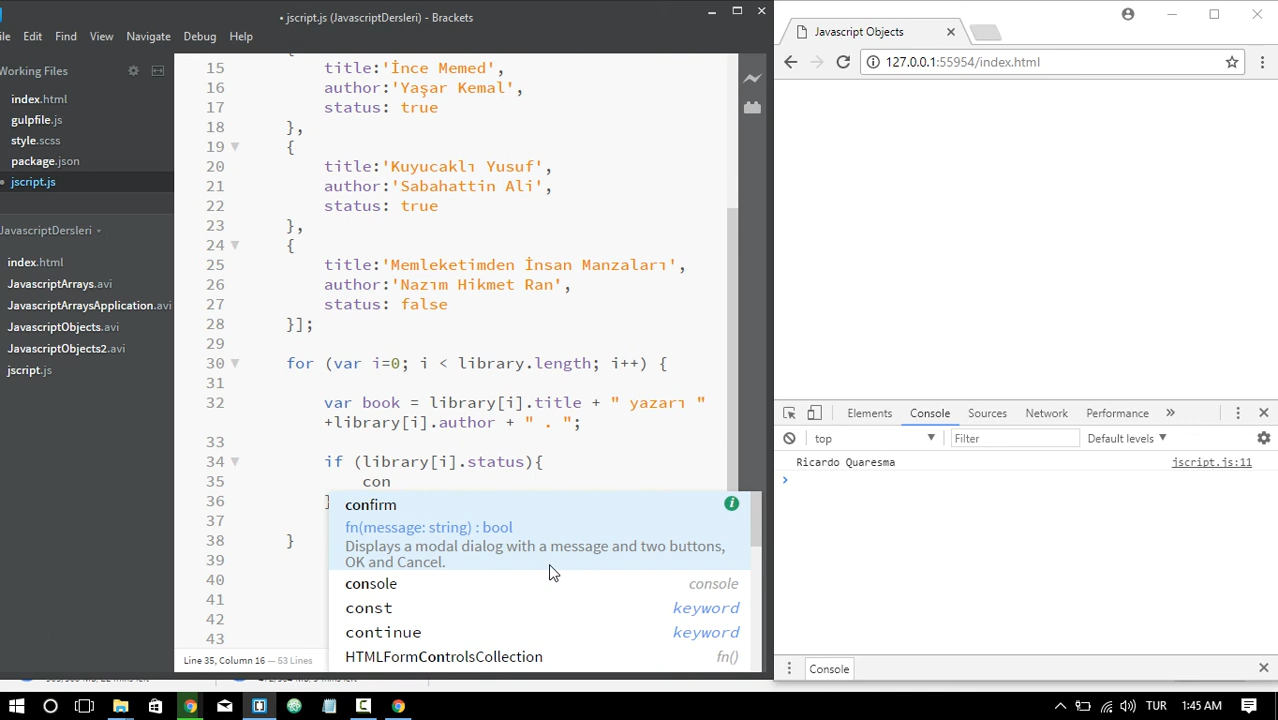 • jscript.js (JavascriptDersleri) - Brackets
Edit Find View Navigate Debug Help
Working Files
index.html
gulpfile.js
style.scss
package.json
jscript.js
JavascriptDersleri
index.html
JavascriptArrays.avi
JavascriptArraysApplication.avi
JavascriptObjects.avi
JavascriptObjects2.avi
jscript.js
15 title:'İnce Memed',
16 author:'Yaşar Kemal',
17 status: true
18 },
19 {
20 title:'Kuyucaklı Yusuf',
21 author:'Sabahattin Ali',
22 status: true
23 },
24 {
25 title:'Memleketimden İnsan Manzaları',
26 author:'Nazım Hikmet Ran',
27 status: false
28 }];
29
30 for (var i=0; i < library.length; i++) {
31
32 var book = library[i].title + " yazarı "
+library[i].author + " . ";
33
34 if (library[i].status){
35 con
36 }
37
38 }
39
40
41
42
43
confirm
fn(message: string) : bool
Displays a modal dialog with a message and two buttons,
OK and Cancel.
console console
const keyword
continue keyword
HTMLFormControlsCollection fn()
Line 35, Column 16 — 53 Lines
Javascript Objects
127.0.0.1:55954/index.html
Elements Console Sources Network Performance »
top Filter Default levels
Ricardo Quaresma jscript.js:11
Console
TUR 1:45 AM